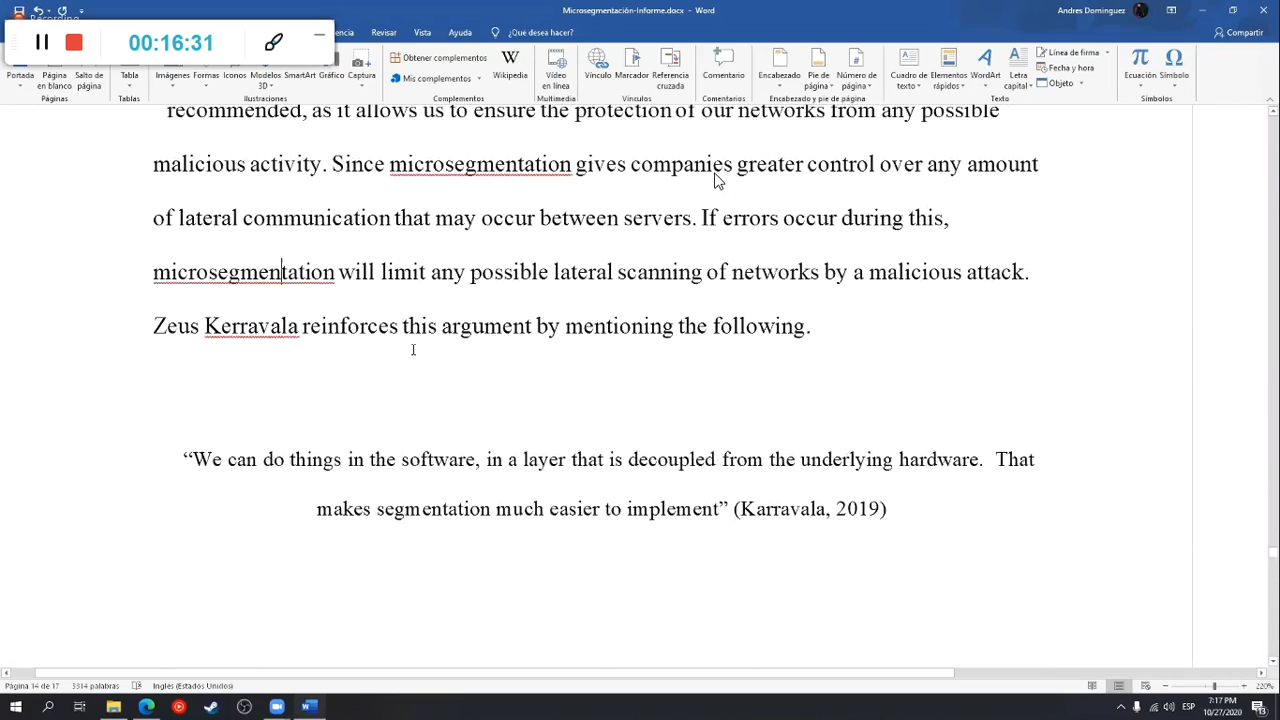 Recording
00:16:31
Microsegmentación-Informe.docx
Andres Dominguez
Revisar Vista Ayuda ¿Qué desea hacer?
Compartir
Portada Página en blanco Salto de página
Páginas
Tabla
Tablas
Imágenes Formas Iconos Modelos 3D SmartArt Gráfico Captura
Ilustraciones
Obtener complementos
Mis complementos
Wikipedia
Complementos
Vídeo en línea
Multimedia
Vínculo Marcador Referencia cruzada
Vínculos
Comentario
Comentarios
Encabezado Pie de página Número de página
Encabezado y pie de página
Cuadro de texto Elementos rápidos WordArt Letra capital
Línea de firma
Fecha y hora
Objeto
Texto
Ecuación Símbolo
Símbolos
recommended, as it allows us to ensure the protection of our networks from any possible
malicious activity. Since microsegmentation gives companies greater control over any amount
of lateral communication that may occur between servers. If errors occur during this,
microsegmentation will limit any possible lateral scanning of networks by a malicious attack.
Zeus Kerravala reinforces this argument by mentioning the following.
“We can do things in the software, in a layer that is decoupled from the underlying hardware. That
makes segmentation much easier to implement” (Karravala, 2019)
Página 14 de 17 3314 palabras Inglés (Estados Unidos)
220%
ESP
7:17 PM
10/27/2020